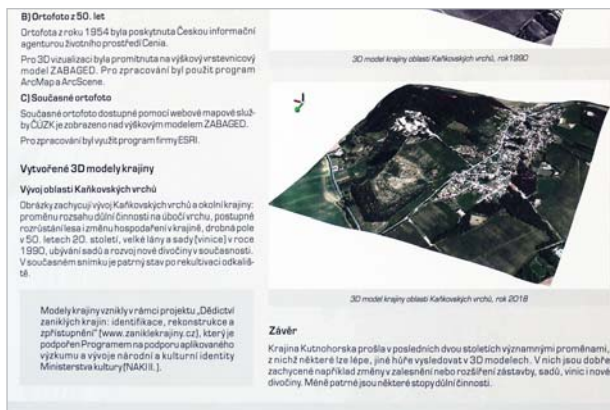 B) Ortofoto z 50. let
Ortofota z roku 1954 byla poskytnuta Českou informační
agenturou životního prostředí Cenia.
Pro 3D vizualizaci byla promítnuta na výškový vrstevnicový
model ZABAGED. Pro zpracování byl použit program
ArcMap a ArcScene.
C) Současné ortofoto
Současné ortofoto dostupné pomocí webové mapové služ-
by ČÚZK je zobrazeno nad výškovým modelem ZABAGED.
Pro zpracování byl využit program firmy ESRI.
Vytvořené 3D modely krajiny
Vývoj oblasti Kaňkovských vrchů
Obrázky zachycují vývoj Kaňkovských vrchů a okolní krajiny:
proměnu rozsahu důlní činnosti na úbočí vrchu, postupné
rozrůstání lesa i změnu hospodaření v krajině, drobná pole
v 50. letech 20. století, velké lány a sady (vinice) v roce
1990, ubývání sadů a rozvoj nové divočiny v současnosti.
V současném snímku je patrný stav po rekultivaci odkališ-
tě.
Modely krajiny vznikly v rámci projektu „Dědictví
zaniklých krajin: identifikace, rekonstrukce a
zpřístupnění" (www.zaniklekrajiny.cz), který je
podpořen Programem na podporu aplikovaného
výzkumu a vývoje národní a kulturní identity
Ministerstva kultury (NAKI II.).
3D model krajiny oblasti Kaňkovských vrchů, rok 1990
3D model krajiny oblasti Kaňkovských vrchů, rok 2018
Závěr
Krajina Kutnohorska prošla v posledních dvou stoletích významnými proměnami,
z nichž některé lze lépe, jiné hůře vysledovat v 3D modelech. V nich jsou dobře
zachycené například změny v zalesnění nebo rozšíření zástavby, sadů, vinic i nové
divočiny. Méně patrné jsou některé stopy důlní činnosti.